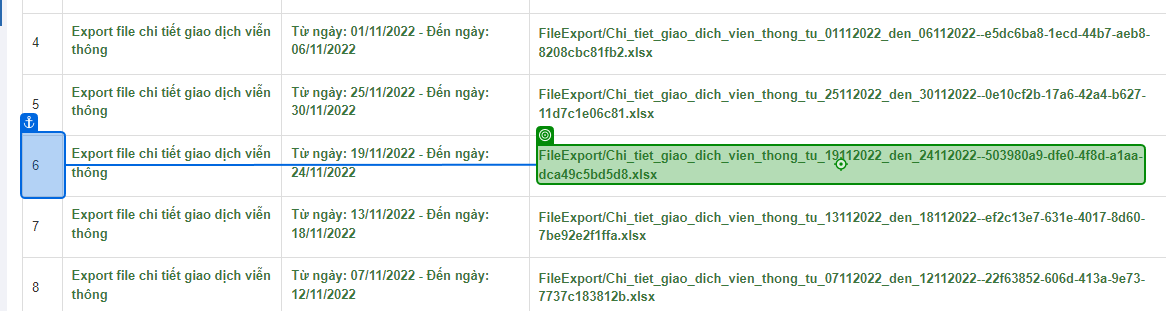 4
Export file chi tiết giao dịch viễn
thông
Từ ngày: 01/11/2022 - Đến ngày:
06/11/2022
FileExport/Chi_tiet_giao_dich_vien_thong_tu_01112022_den_06112022--e5dc6ba8-1ecd-44b7-aeb8-
8208cbc81fb2.xlsx
5
Export file chi tiết giao dịch viễn
thông
Từ ngày: 25/11/2022 - Đến ngày:
30/11/2022
FileExport/Chi_tiet_giao_dich_vien_thong_tu_25112022_den_30112022--0e10cf2b-17a6-42a4-b627-
11d7c1e06c81.xlsx
6
Export file chi tiết giao dịch viễn
thông
Từ ngày: 19/11/2022 - Đến ngày:
24/11/2022
FileExport/Chi_tiet_giao_dich_vien_thong_tu_19112022_den_24112022--503980a9-dfe0-4f8d-a1aa-
dca49c5bd5d8.xlsx
7
Export file chi tiết giao dịch viễn
thông
Từ ngày: 13/11/2022 - Đến ngày:
18/11/2022
FileExport/Chi_tiet_giao_dich_vien_thong_tu_13112022_den_18112022--ef2c13e7-631e-4017-8d60-
7be92e2f1ffa.xlsx
8
Export file chi tiết giao dịch viễn
thông
Từ ngày: 07/11/2022 - Đến ngày:
12/11/2022
FileExport/Chi_tiet_giao_dich_vien_thong_tu_07112022_den_12112022--22f63852-606d-413a-9e73-
7737c183812b.xlsx